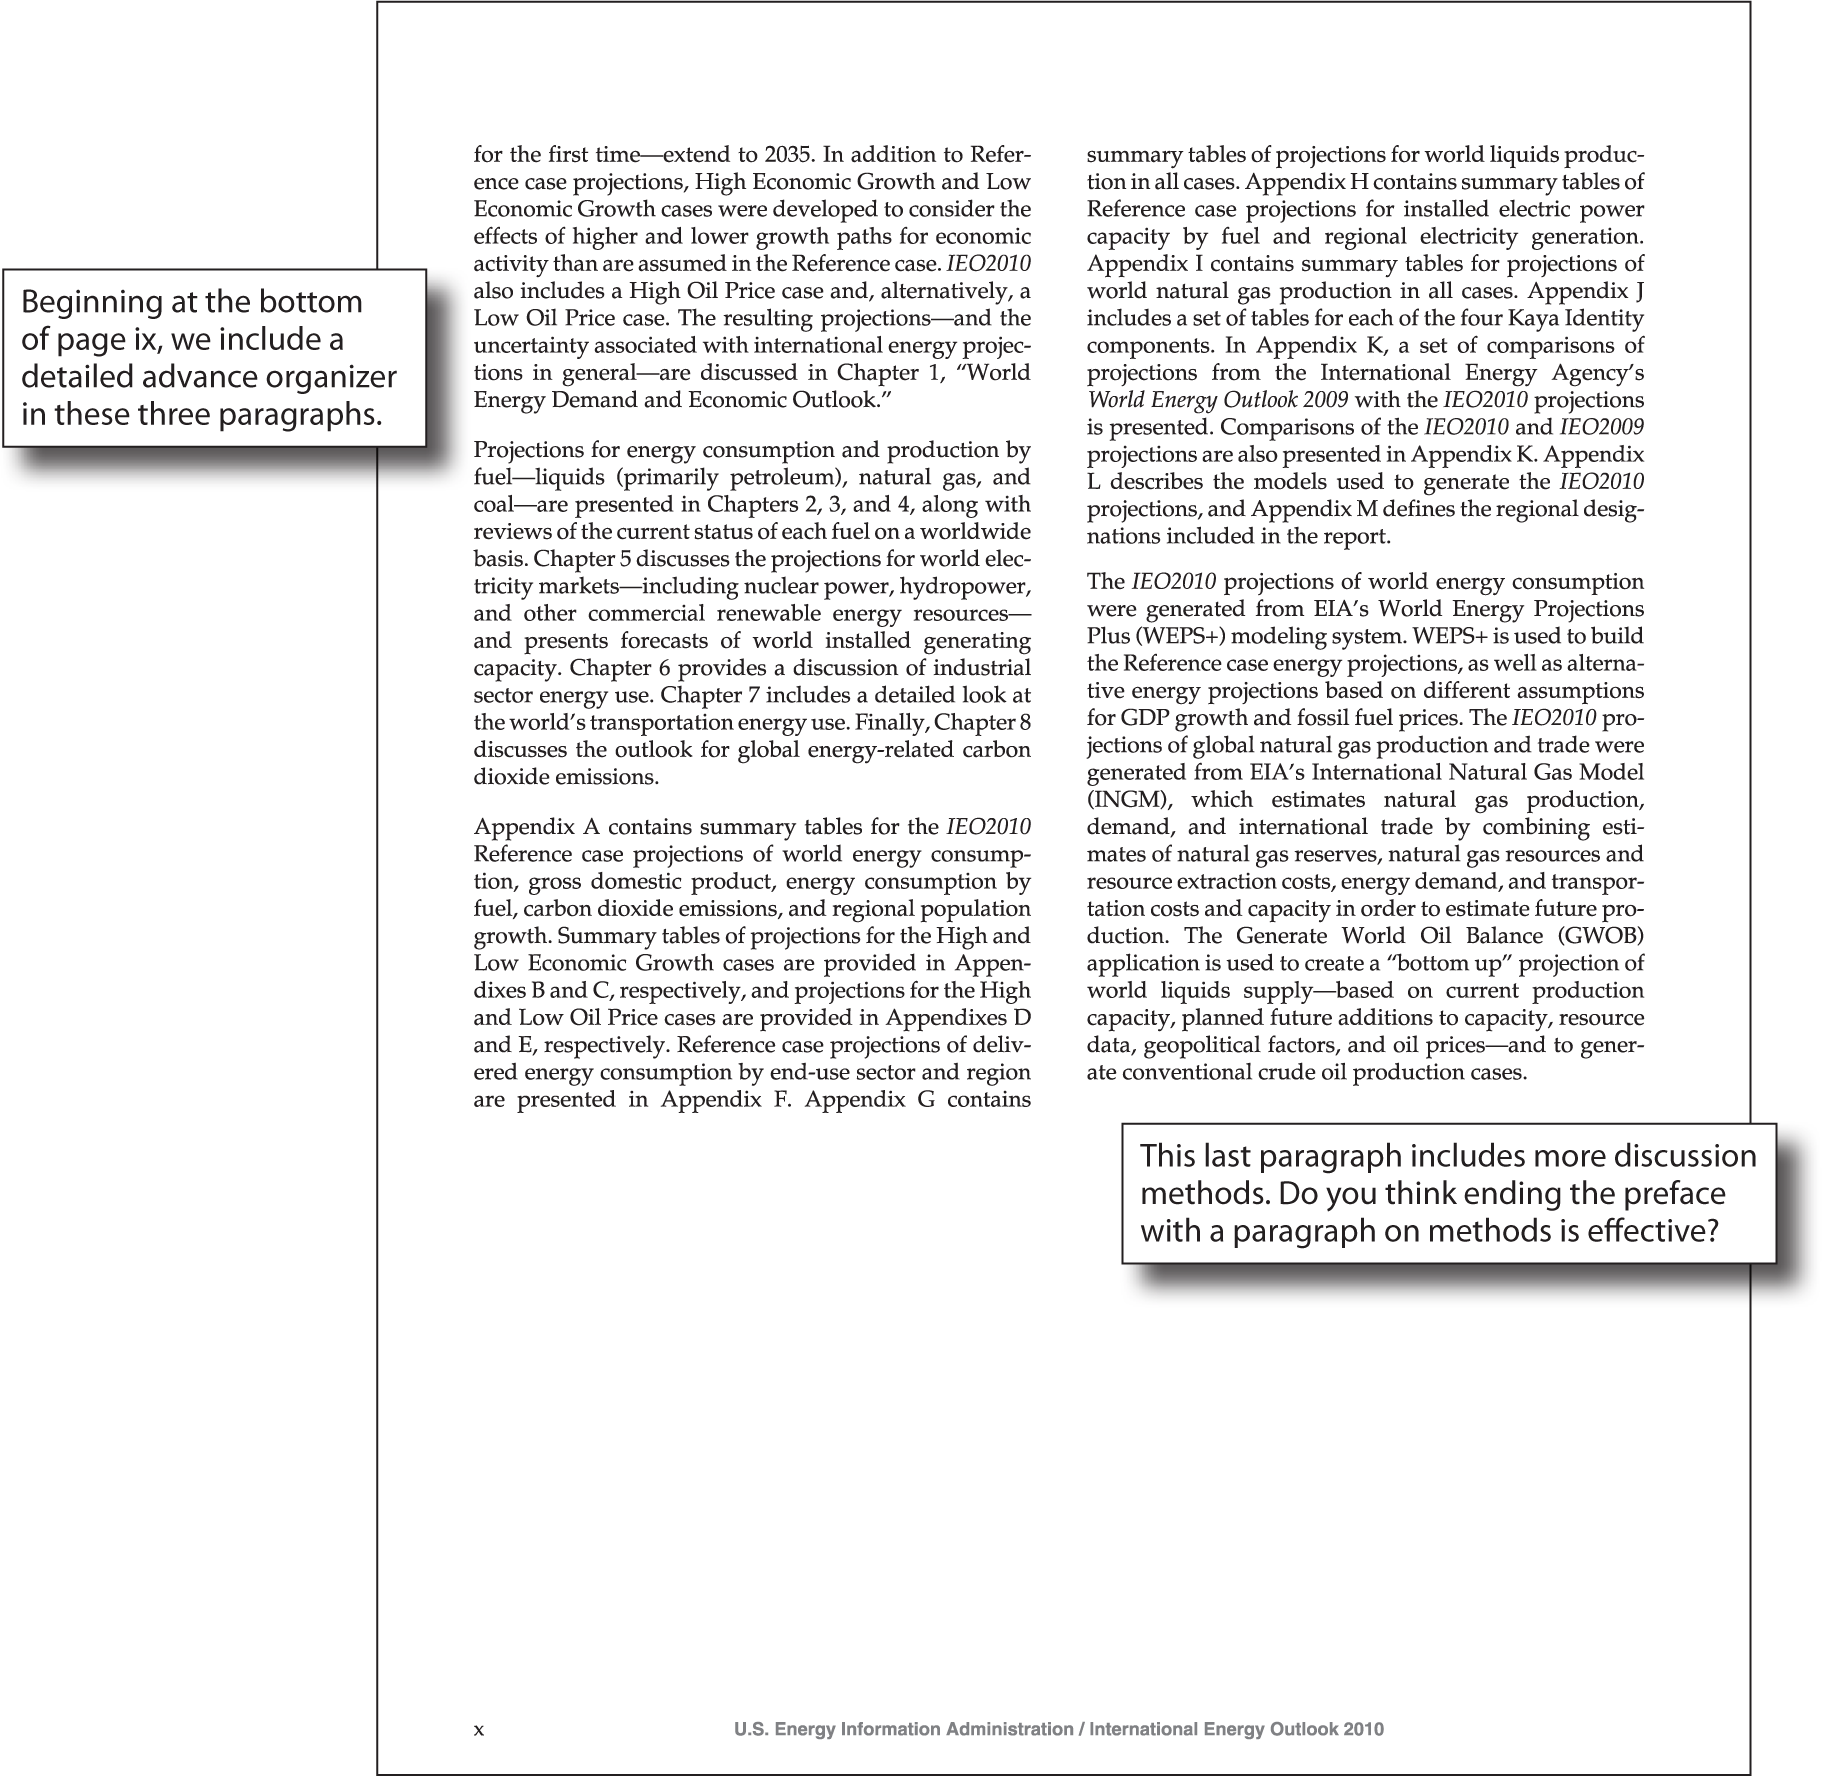 Beginning at the bottom
of page ix, we include a
detailed advance organizer
in these three paragraphs.
for the first time—extend to 2035. In addition to Refer-
ence case projections, High Economic Growth and Low
Economic Growth cases were developed to consider the
effects of higher and lower growth paths for economic
activity than are assumed in the Reference case. IEO2010
also includes a High Oil Price case and, alternatively, a
Low Oil Price case. The resulting projections—and the
uncertainty associated with international energy projec-
tions in general—are discussed in Chapter 1, “World
Energy Demand and Economic Outlook.”
Projections for energy consumption and production by
fuel—liquids (primarily petroleum), natural gas, and
coal—are presented in Chapters 2, 3, and 4, along with
reviews of the current status of each fuel on a worldwide
basis. Chapter 5 discusses the projections for world elec-
tricity markets—including nuclear power, hydropower,
and other commercial renewable energy resources—
and presents forecasts of world installed generating
capacity. Chapter 6 provides a discussion of industrial
sector energy use. Chapter 7 includes a detailed look at
the world’s transportation energy use. Finally, Chapter 8
discusses the outlook for global energy-related carbon
dioxide emissions.
Appendix A contains summary tables for the IEO2010
Reference case projections of world energy consump-
tion, gross domestic product, energy consumption by
fuel, carbon dioxide emissions, and regional population
growth. Summary tables of projections for the High and
Low Economic Growth cases are provided in Appen-
dixes B and C, respectively, and projections for the High
and Low Oil Price cases are provided in Appendixes D
and E, respectively. Reference case projections of deliv-
ered energy consumption by end-use sector and region
are presented in Appendix F. Appendix G contains
summary tables of projections for world liquids produc-
tion in all cases. Appendix H contains summary tables of
Reference case projections for installed electric power
capacity by fuel and regional electricity generation.
Appendix I contains summary tables for projections of
world natural gas production in all cases. Appendix J
includes a set of tables for each of the four Kaya Identity
components. In Appendix K, a set of comparisons of
projections from the International Energy Agency’s
World Energy Outlook 2009 with the IEO2010 projections
is presented. Comparisons of the IEO2010 and IEO2009
projections are also presented in Appendix K. Appendix
L describes the models used to generate the IEO2010
projections, and Appendix M defines the regional desig-
nations included in the report.
The IEO2010 projections of world energy consumption
were generated from EIA’s World Energy Projections
Plus (WEPS+) modeling system. WEPS+ is used to build
the Reference case energy projections, as well as alterna-
tive energy projections based on different assumptions
for GDP growth and fossil fuel prices. The IEO2010 pro-
jections of global natural gas production and trade were
generated from EIA’s International Natural Gas Model
(INGM), which estimates natural gas production,
demand, and international trade by combining esti-
mates of natural gas reserves, natural gas resources and
resource extraction costs, energy demand, and transpor-
tation costs and capacity in order to estimate future pro-
duction. The Generate World Oil Balance (GWOB)
application is used to create a “bottom up” projection of
world liquids supply—based on current production
capacity, planned future additions to capacity, resource
data, geopolitical factors, and oil prices—and to gener-
ate conventional crude oil production cases.
This last paragraph includes more discussion
methods. Do you think ending the preface
with a paragraph on methods is effective?
x
U.S. Energy Information Administration / International Energy Outlook 2010